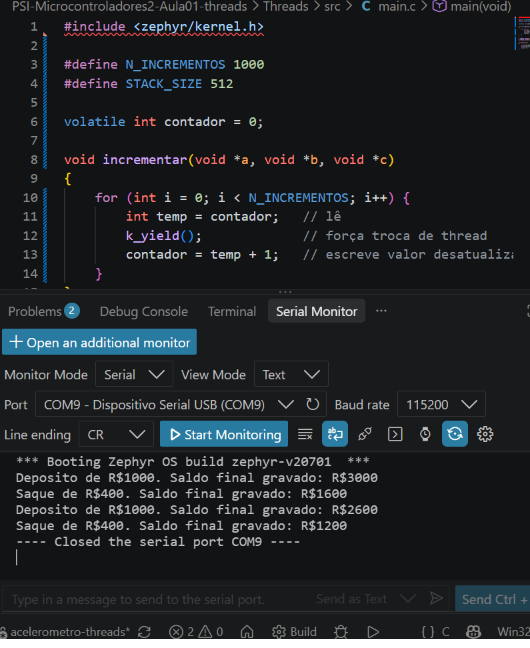 PSI-Microcontroladores2-Aula01-threads > Threads > src > C main.c > main(void)
1 #include <zephyr/kernel.h>
2
3 #define N_INCREMENTOS 1000
4 #define STACK_SIZE 512
5
6 volatile int contador = 0;
7
8 void incrementar(void *a, void *b, void *c)
9 {
10 for (int i = 0; i < N_INCREMENTOS; i++) {
11 int temp = contador; // lê
12 k_yield(); // força troca de thread
13 contador = temp + 1; // escreve valor desatualiz
14 }
Problems 2 Debug Console Terminal Serial Monitor ...
+ Open an additional monitor
Monitor Mode Serial View Mode Text
Port COM9 - Dispositivo Serial USB (COM9) Baud rate 115200
Line ending CR Start Monitoring
*** Booting Zephyr OS build zephyr-v20701 ***
Deposito de R$1000. Saldo final gravado: R$3000
Saque de R$400. Saldo final gravado: R$1600
Deposito de R$1000. Saldo final gravado: R$2600
Saque de R$400. Saldo final gravado: R$1200
---- Closed the serial port COM9 ----
Type in a message to send to the serial port. Send as Text Send Ctrl +
acelerometro-threads* 2 0 Build { } C Win32